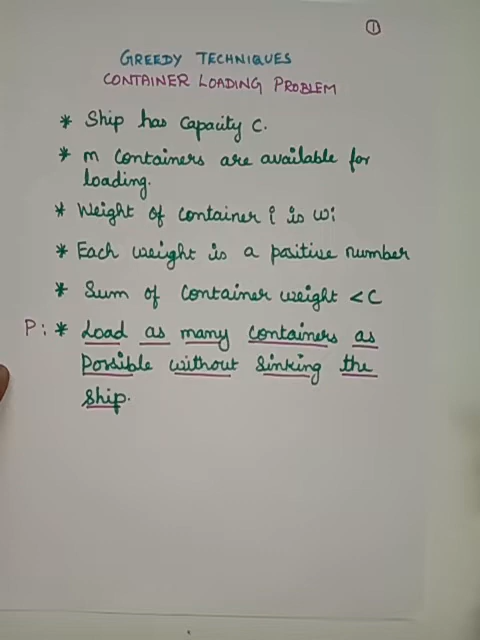 ①
GREEDY TECHNIQUES
CONTAINER LOADING PROBLEM
* Ship has capacity C.
* m containers are available for
loading.
* Weight of container i is wi
* Each weight is a positive number
* Sum of container weight < C
P: * Load as many containers as
possible without sinking the
ship.